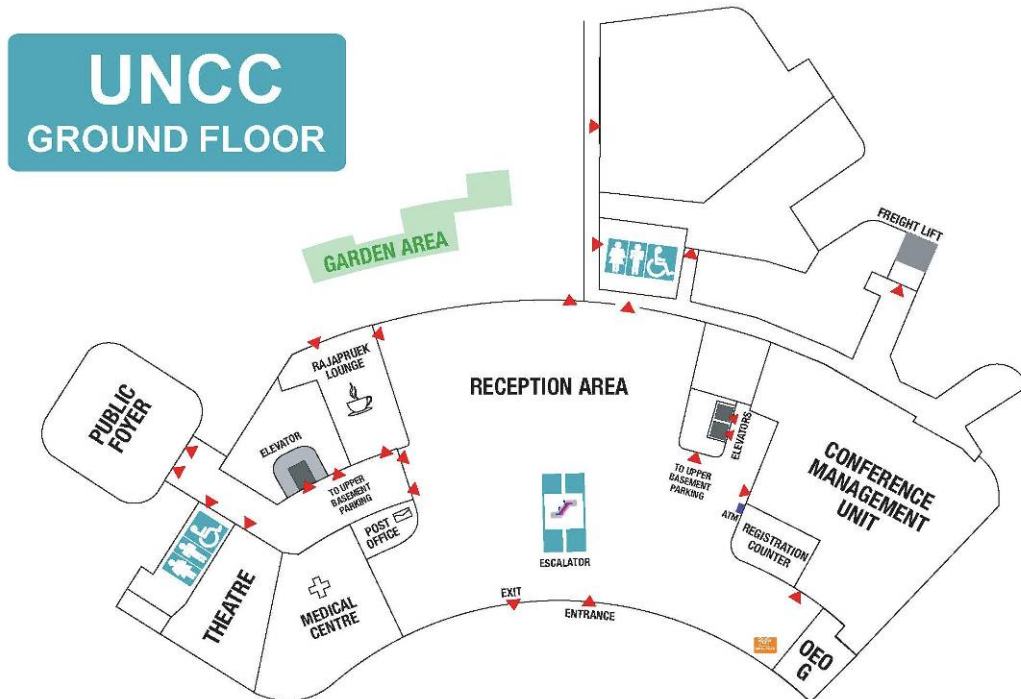 UNCC
GROUND FLOOR
FREIGHT LIFT
GARDEN AREA
RAJAPRUEK
LOUNGE
RECEPTION AREA
PUBLIC
FOYER
ELEVATOR
ELEVATORS
TO UPPER
BASEMENT
PARKING
TO UPPER
BASEMENT
PARKING
CONFERENCE
MANAGEMENT
UNIT
ATM
POST
OFFICE
REGISTRATION
COUNTER
ESCALATOR
THEATRE
MEDICAL
CENTRE
EXIT
ENTRANCE
OEO
G